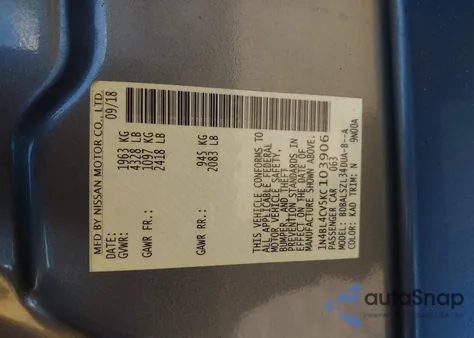 MFD BY NISSAN MOTOR CO., LTD.
DATE: 09/18
GVWR: 1963 KG
4328 LB
GAWR FR: 1097 KG
2418 LB
GAWR RR: 945 KG
2083 LB
THIS VEHICLE CONFORMS TO
ALL APPLICABLE FEDERAL
MOTOR VEHICLE SAFETY,
BUMPER, AND THEFT
PREVENTION STANDARDS IN
EFFECT ON THE DATE OF
MANUFACTURE SHOWN ABOVE.
1N4BL4CV5KC103906
PASSENGER CAR 063
MODEL: BDBALSZL34DUA-B--A
COLOR: KAD TRIM: N 9N00A
autoSnap